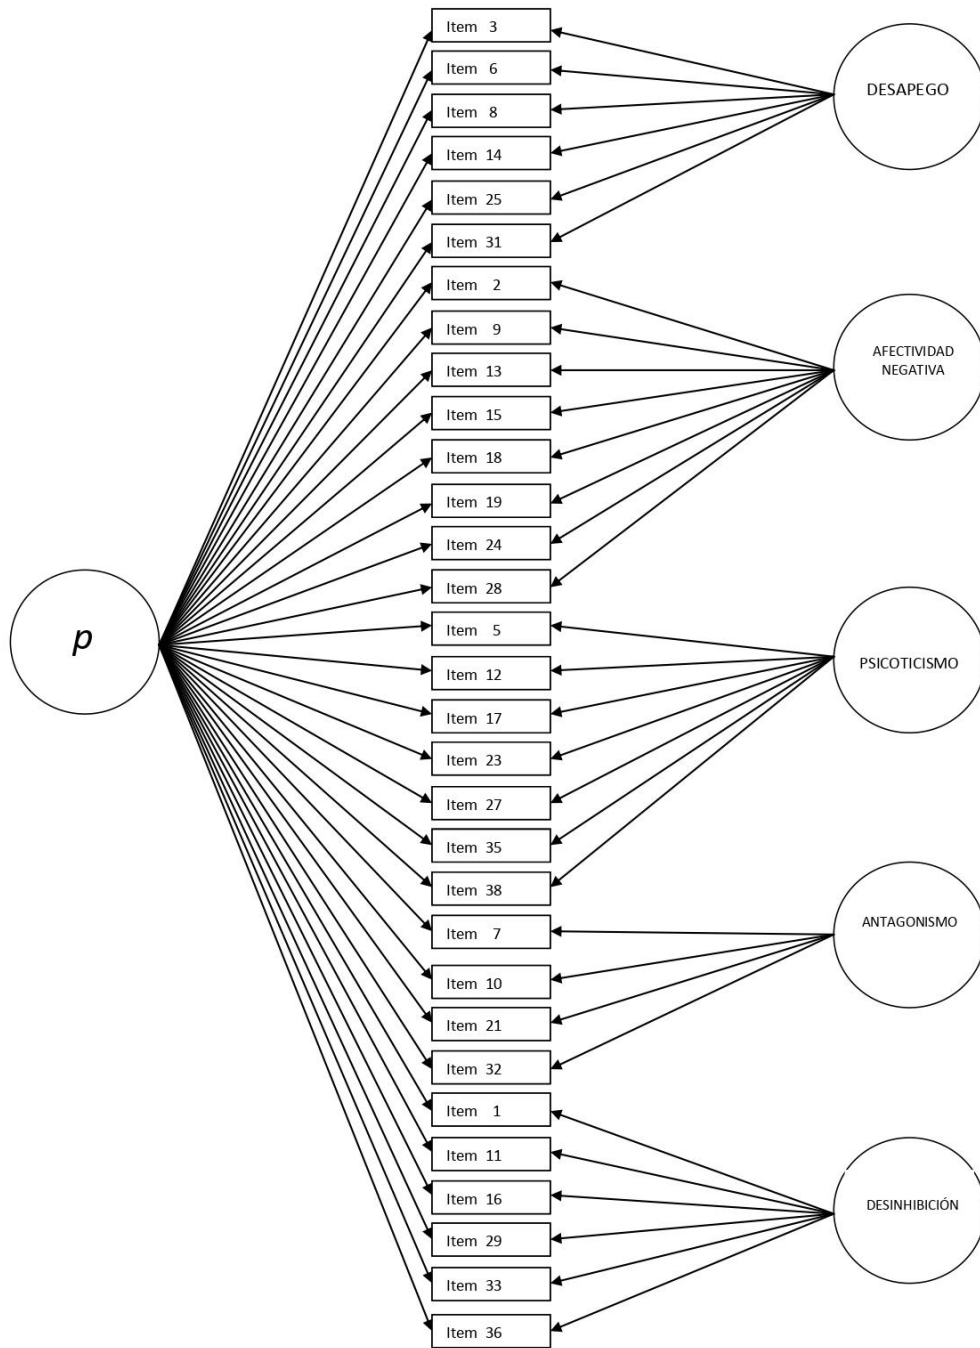 Item 3
Item 6
Item 8
Item 14
Item 25
Item 31
Item 2
Item 9
Item 13
Item 15
Item 18
Item 19
Item 24
Item 28
Item 5
Item 12
Item 17
Item 23
Item 27
Item 35
Item 38
Item 7
Item 10
Item 21
Item 32
Item 1
Item 11
Item 16
Item 29
Item 33
Item 36
p
DESAPEGO
AFECTIVIDAD
NEGATIVA
PSICOTICISMO
ANTAGONISMO
DESINHIBICIÓN